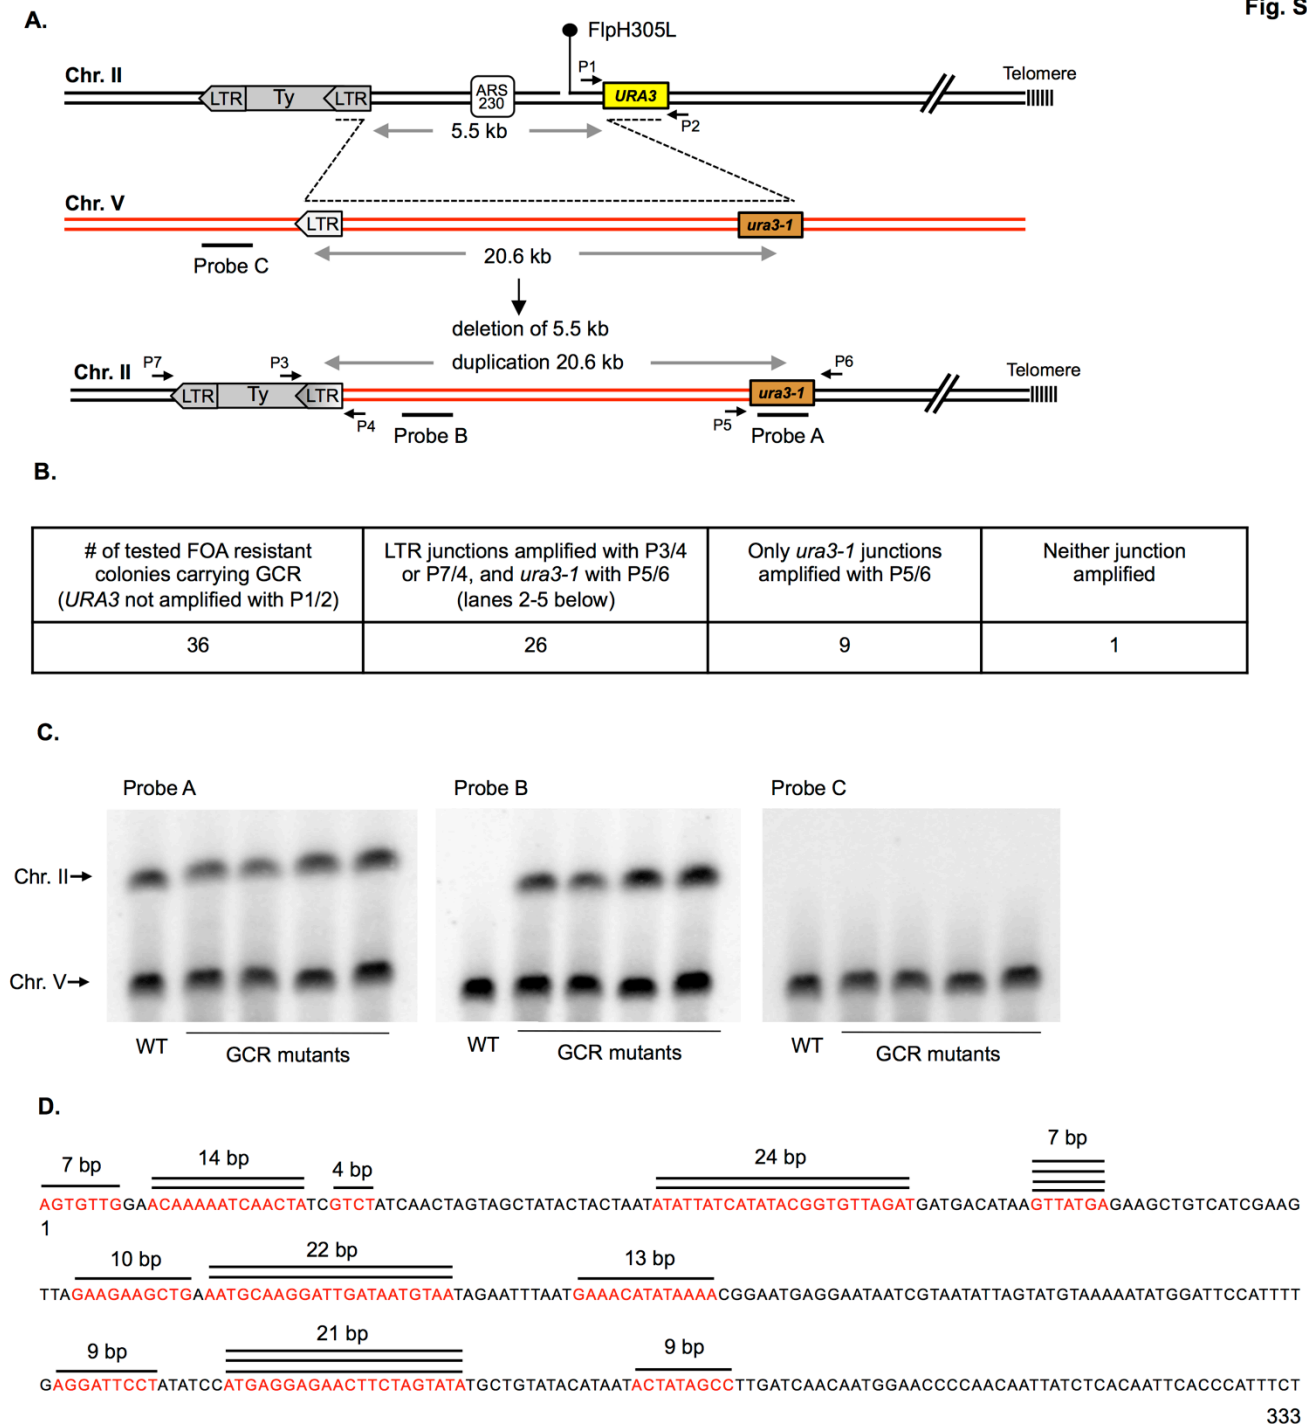 Fig. S
A.
FlpH305L
Chr. II
P1
Telomere
LTR
Ty
LTR
ARS
230
URA3
P2
5.5 kb
Chr. V
LTR
ura3-1
Probe C
20.6 kb
deletion of 5.5 kb
duplication 20.6 kb
P7
P3
P6
Chr. II
Telomere
LTR
Ty
LTR
ura3-1
P4
P5
Probe B
Probe A
B.
# of tested FOA resistant
colonies carrying GCR
(URA3 not amplified with P1/2)
LTR junctions amplified with P3/4
or P7/4, and ura3-1 with P5/6
(lanes 2-5 below)
Only ura3-1 junctions
amplified with P5/6
Neither junction
amplified
36
26
9
1
C.
Probe A
Probe B
Probe C
Chr. II
Chr. V
WT
GCR mutants
WT
GCR mutants
WT
GCR mutants
D.
7 bp
14 bp
4 bp
24 bp
7 bp
AGTGTTGGAACAAAAATCAACTATCGTCTATCAACTAGTAGCTATACTACTAATATATTATCATATACGGTGTTAGATGATGACATAAGTTATGAGAAGCTGTCATCGAAG
1
10 bp
22 bp
13 bp
TTAGAAGAAGCTGAAATGCAAGGATTGATAATGTAATAGAATTTAATGAAACATATAAAACGGAATGAGGAATAATCGTAATATTAGTATGTAAAAATATGGATTCCATTTT
9 bp
21 bp
9 bp
GAGGATTCCTATATCCATGAGGAGAACTTCTAGTATATGCTGTATACATAATACTATAGCCTTGATCAACAATGGAACCCCAACAATTATCTCACAATTCACCCATTTCT
333